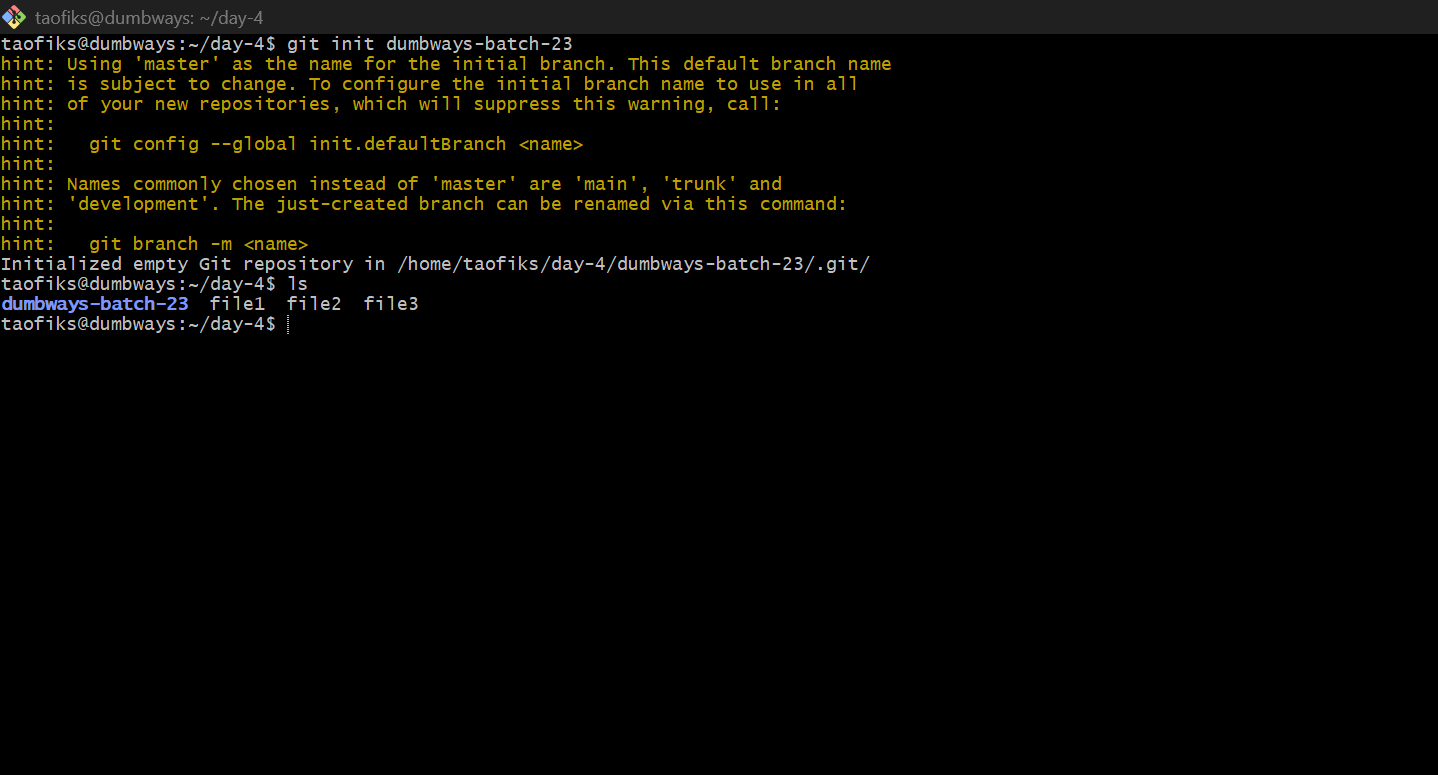 taofiks@dumbways: ~/day-4
taofiks@dumbways:~/day-4$ git init dumbways-batch-23
hint: Using 'master' as the name for the initial branch. This default branch name
hint: is subject to change. To configure the initial branch name to use in all
hint: of your new repositories, which will suppress this warning, call:
hint:
hint:   git config --global init.defaultBranch <name>
hint:
hint: Names commonly chosen instead of 'master' are 'main', 'trunk' and
hint: 'development'. The just-created branch can be renamed via this command:
hint:
hint:   git branch -m <name>
Initialized empty Git repository in /home/taofiks/day-4/dumbways-batch-23/.git/
taofiks@dumbways:~/day-4$ ls
dumbways-batch-23  file1  file2  file3
taofiks@dumbways:~/day-4$